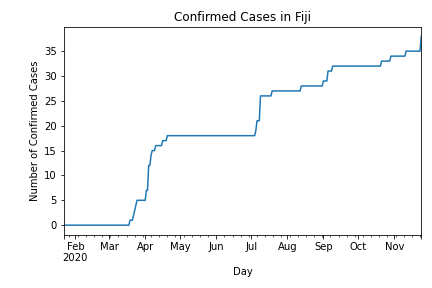 Confirmed Cases in Fiji
Number of Confirmed Cases
35
30
25
20
15
10
5
0
Feb Mar Apr May Jun Jul Aug Sep Oct Nov
2020
Day